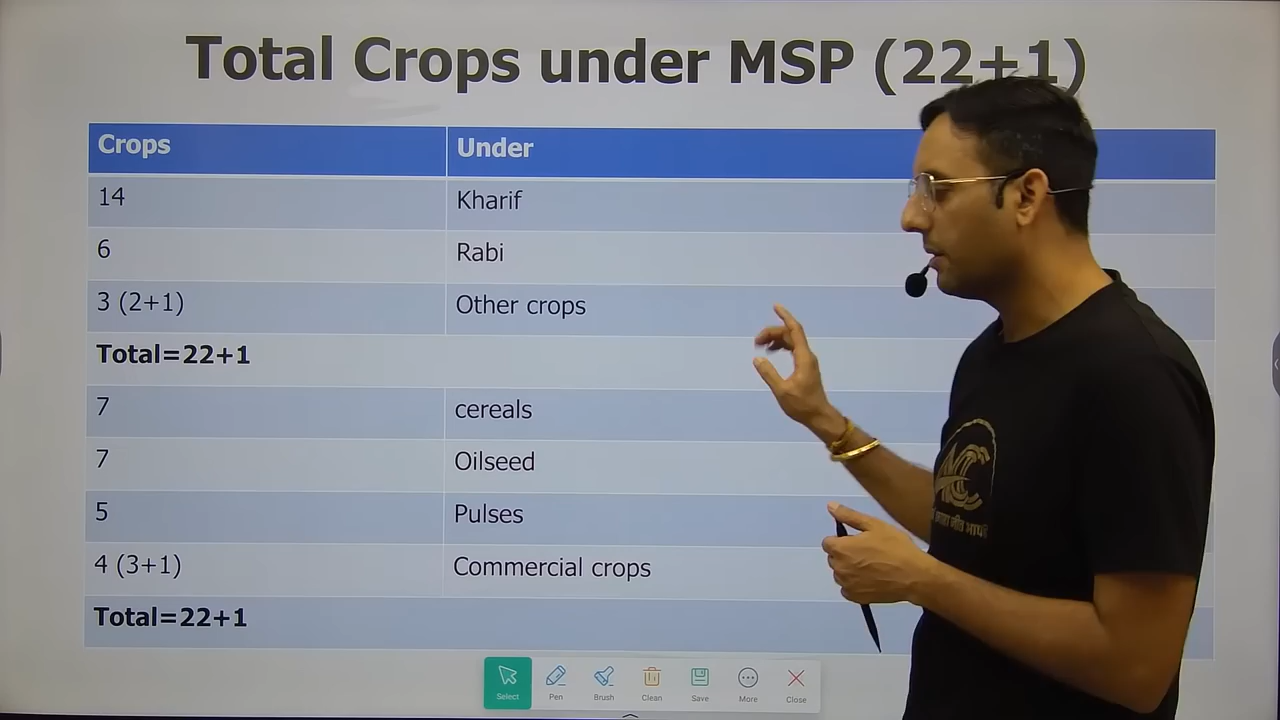 Total Crops under MSP (22+1)
Crops Under
14 Kharif
6 Rabi
3 (2+1) Other crops
Total=22+1
7 cereals
7 Oilseed
5 Pulses
4 (3+1) Commercial crops
Total=22+1
Select Pen Brush Clean Save More Close